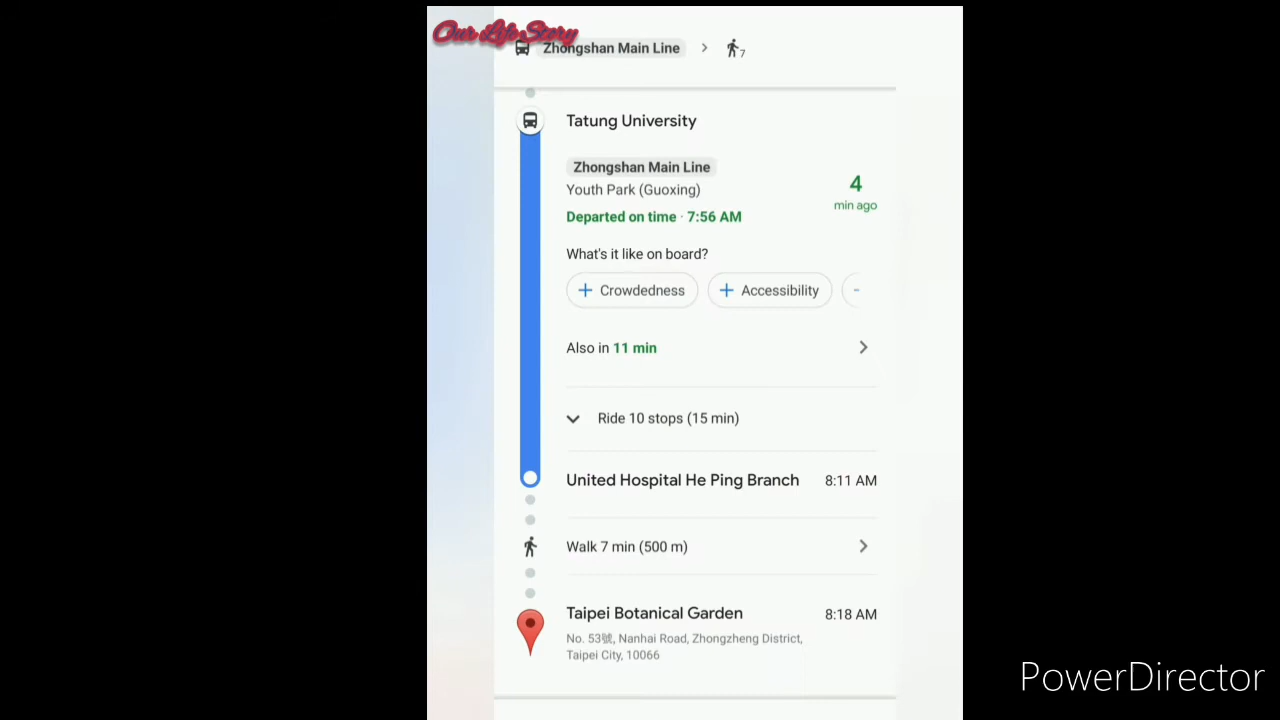 Our Life Story
Zhongshan Main Line
7
Tatung University
Zhongshan Main Line
Youth Park (Guoxing)
4
min ago
Departed on time · 7:56 AM
What's it like on board?
+ Crowdedness
+ Accessibility
Also in 11 min
Ride 10 stops (15 min)
United Hospital He Ping Branch 8:11 AM
Walk 7 min (500 m)
Taipei Botanical Garden 8:18 AM
No. 53號, Nanhai Road, Zhongzheng District,
Taipei City, 10066
PowerDirector